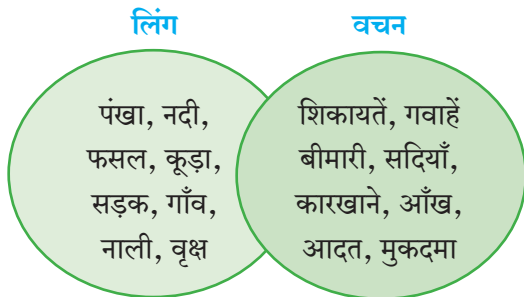 लिंग
वचन
पंखा, नदी,
फसल, कूड़ा,
सड़क, गाँव,
नाली, वृक्ष
शिकायतें, गवाहें
बीमारी, सदियाँ,
कारखाने, आँख,
आदत, मुकदमा